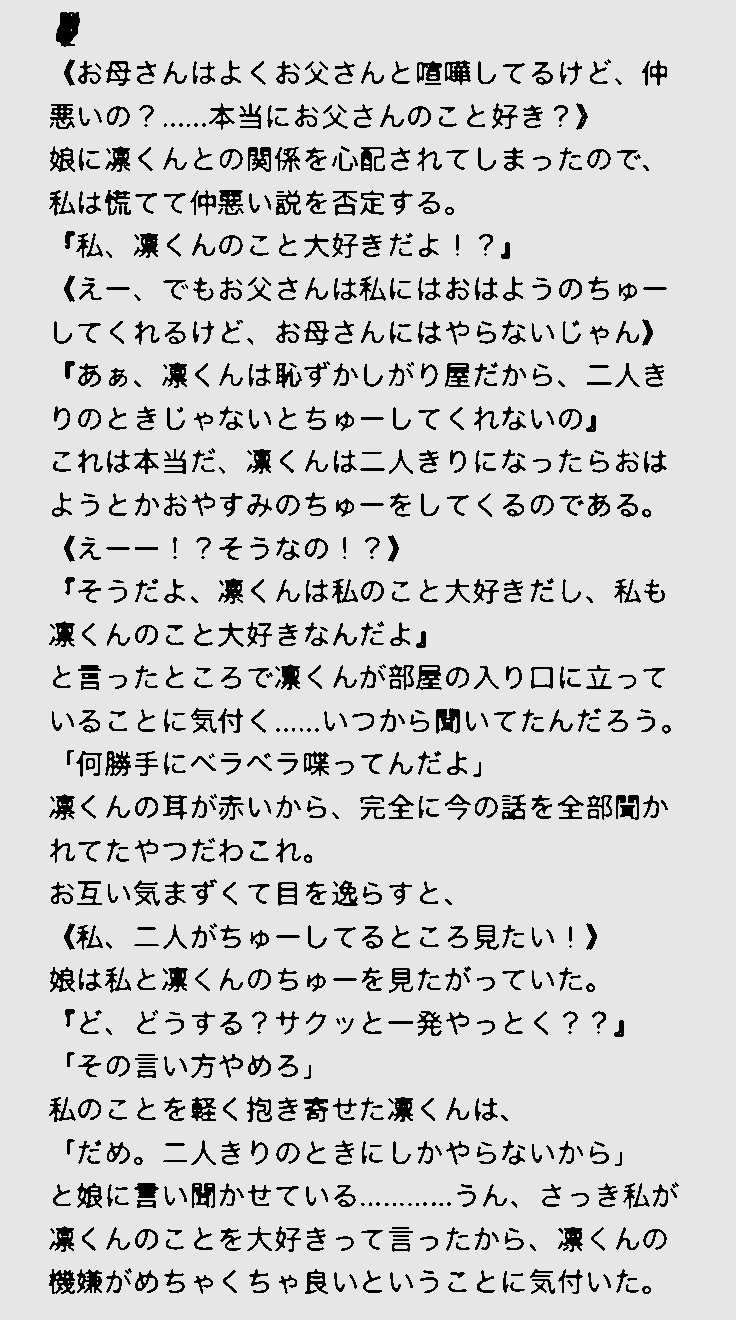 《お母さんはよくお父さんと喧嘩してるけど、仲
悪いの？......本当にお父さんのこと好き？》
娘に凛くんとの関係を心配されてしまったので、
私は慌てて仲悪い説を否定する。
『私、凛くんのこと大好きだよ！？』
《えー、でもお父さんは私にはおはようのちゅー
してくれるけど、お母さんにはやらないじゃん》
『あぁ、凛くんは恥ずかしがり屋だから、二人き
りのときじゃないとちゅーしてくれないの』
これは本当だ、凛くんは二人きりになったらおは
ようとかおやすみのちゅーをしてくるのである。
《えーー！？そうなの！？》
『そうだよ、凛くんは私のこと大好きだし、私も
凛くんのこと大好きなんだよ』
と言ったところで凛くんが部屋の入り口に立って
いることに気付く......いつから聞いてたんだろう。
「何勝手にベラベラ喋ってんだよ」
凛くんの耳が赤いから、完全に今の話を全部聞か
れてたやつだわこれ。
お互い気まずくて目を逸らすと、
《私、二人がちゅーしてるところ見たい！》
娘は私と凛くんのちゅーを見たがっていた。
『ど、どうする？サクッと一発やっとく？？』
「その言い方やめろ」
私のことを軽く抱き寄せた凛くんは、
「だめ。二人きりのときにしかやらないから」
と娘に言い聞かせている............うん、さっき私が
凛くんのことを大好きって言ったから、凛くんの
機嫌がめちゃくちゃ良いということに気付いた。